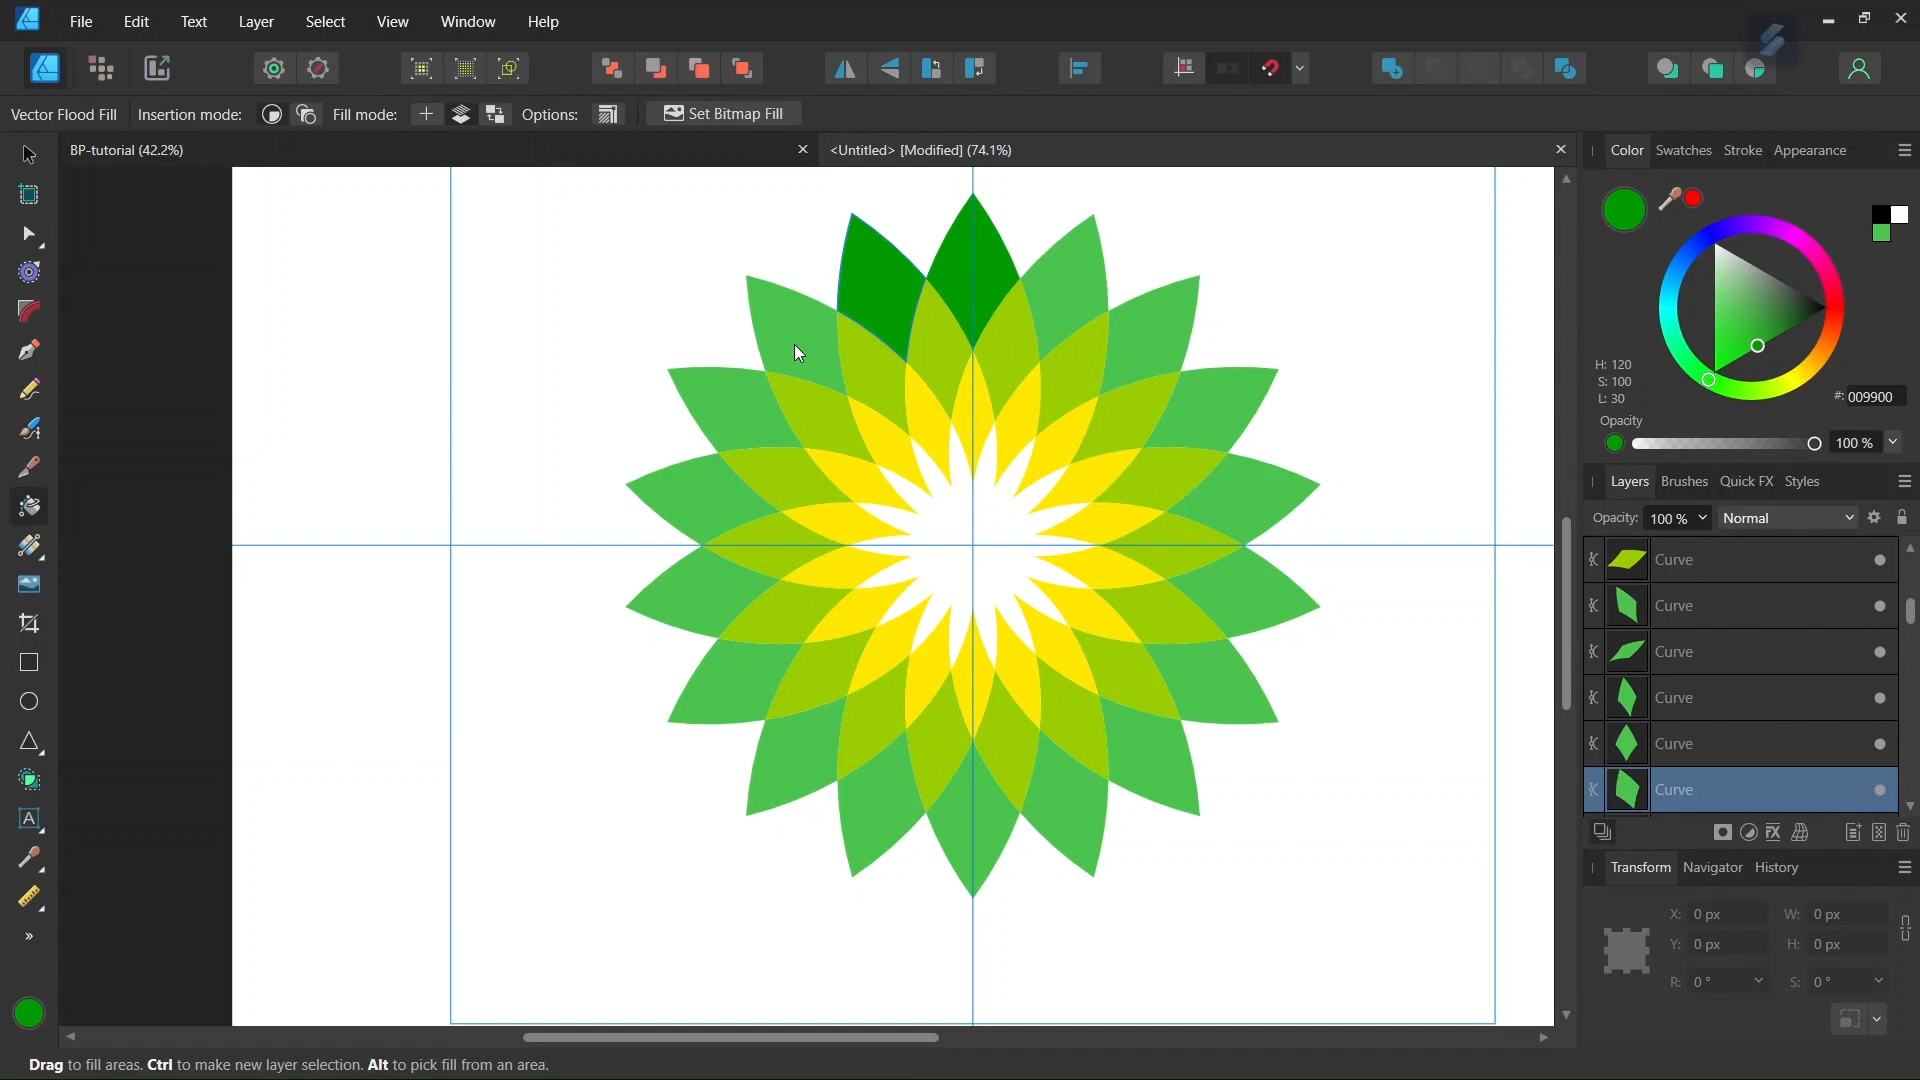 File Edit Text Layer Select View Window Help
Vector Flood Fill Insertion mode: Fill mode: Options: Set Bitmap Fill
BP-tutorial (42.2%)
<Untitled> [Modified] (74.1%)
Color Swatches Stroke Appearance
H: 120
S: 100
L: 30
#: 009900
Opacity
100 %
Layers Brushes Quick FX Styles
Opacity: 100 % Normal
Curve
Curve
Curve
Curve
Curve
Curve
Transform Navigator History
X: 0 px W: 0 px
Y: 0 px H: 0 px
R: 0 ° S: 0 °
Drag to fill areas. Ctrl to make new layer selection. Alt to pick fill from an area.